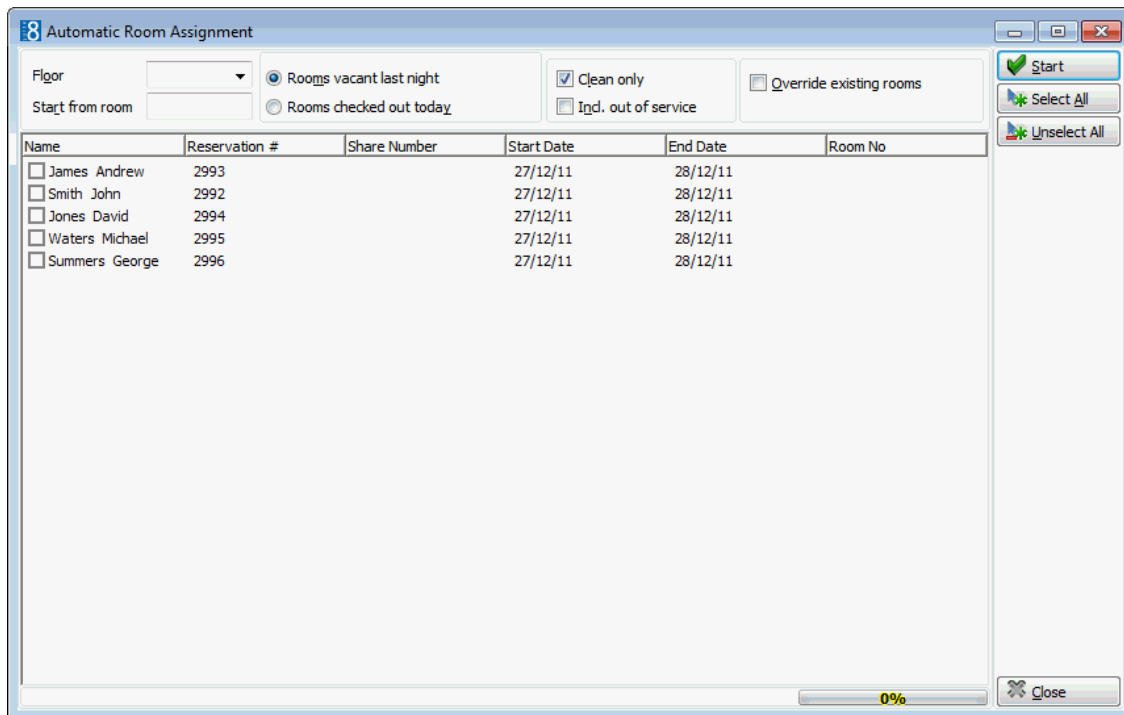 8 Automatic Room Assignment
Floor
Rooms vacant last night
Clean only
Override existing rooms
Start from room
Rooms checked out today
Incl. out of service
Start
Select All
Unselect All
Name Reservation # Share Number Start Date End Date Room No
James Andrew 2993 27/12/11 28/12/11
Smith John 2992 27/12/11 28/12/11
Jones David 2994 27/12/11 28/12/11
Waters Michael 2995 27/12/11 28/12/11
Summers George 2996 27/12/11 28/12/11
0%
Close